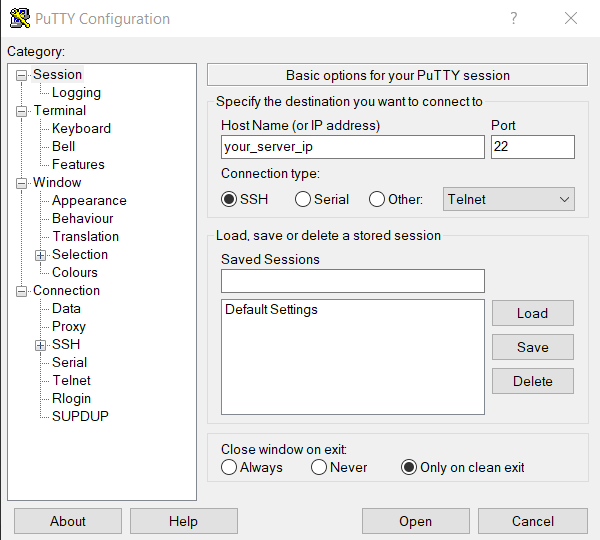 PuTTY Configuration
?
Category:
Session
Logging
Terminal
Keyboard
Bell
Features
Window
Appearance
Behaviour
Translation
Selection
Colours
Connection
Data
Proxy
SSH
Serial
Telnet
Rlogin
SUPDUP
Basic options for your PuTTY session
Specify the destination you want to connect to
Host Name (or IP address) Port
your_server_ip 22
Connection type:
SSH Serial Other: Telnet
Load, save or delete a stored session
Saved Sessions
Default Settings
Load
Save
Delete
Close window on exit:
Always Never Only on clean exit
About Help Open Cancel